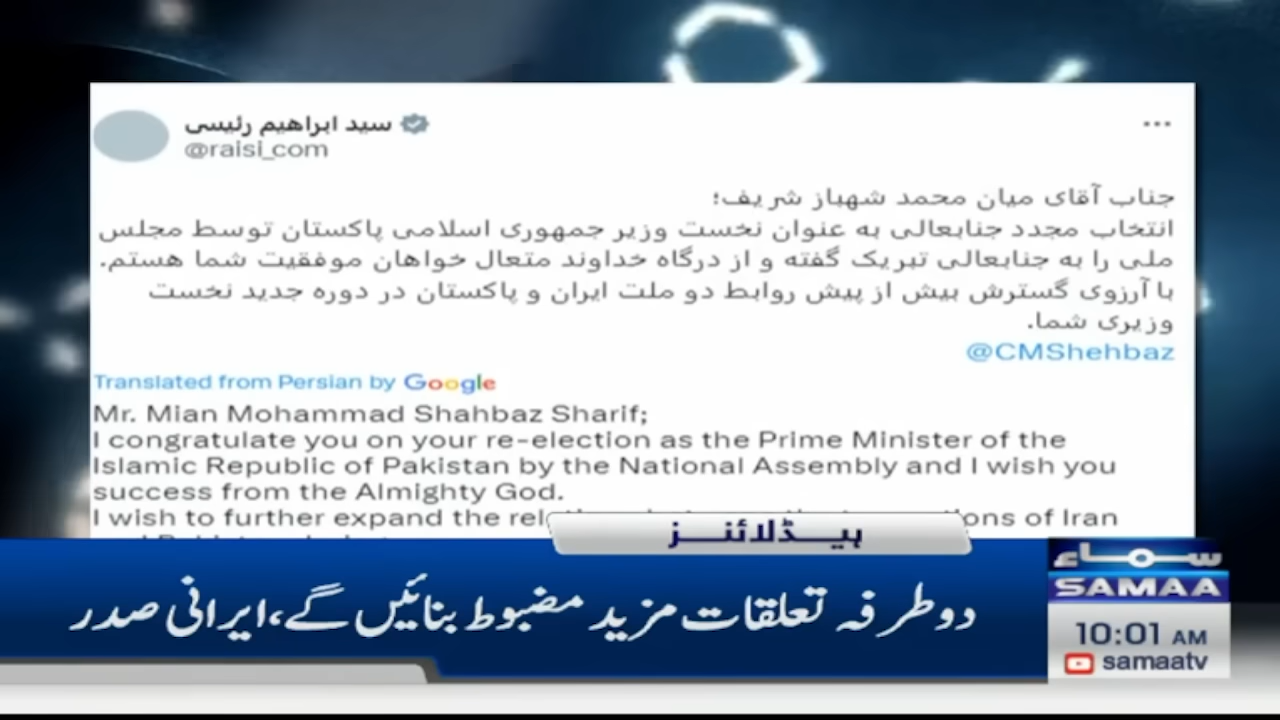 سید ابراهیم رئیسی
@raisi_com
جناب آقای میان محمد شهباز شریف؛
انتخاب مجدد جنابعالی به عنوان نخست وزیر جمهوری اسلامی پاکستان توسط مجلس
ملی را به جنابعالی تبریک گفته و از درگاه خداوند متعال خواهان موفقیت شما هستم.
با آرزوی گسترش بیش از پیش روابط دو ملت ایران و پاکستان در دوره جدید نخست
وزیری شما.
@CMShehbaz
Translated from Persian by Google
Mr. Mian Mohammad Shahbaz Sharif;
I congratulate you on your re-election as the Prime Minister of the
Islamic Republic of Pakistan by the National Assembly and I wish you
success from the Almighty God.
I wish to further expand the of Iran
ہیڈلائنز
دوطرفہ تعلقات مزید مضبوط بنائیں گے، ایرانی صدر
سماء
SAMAA
10:01 AM
samaatv